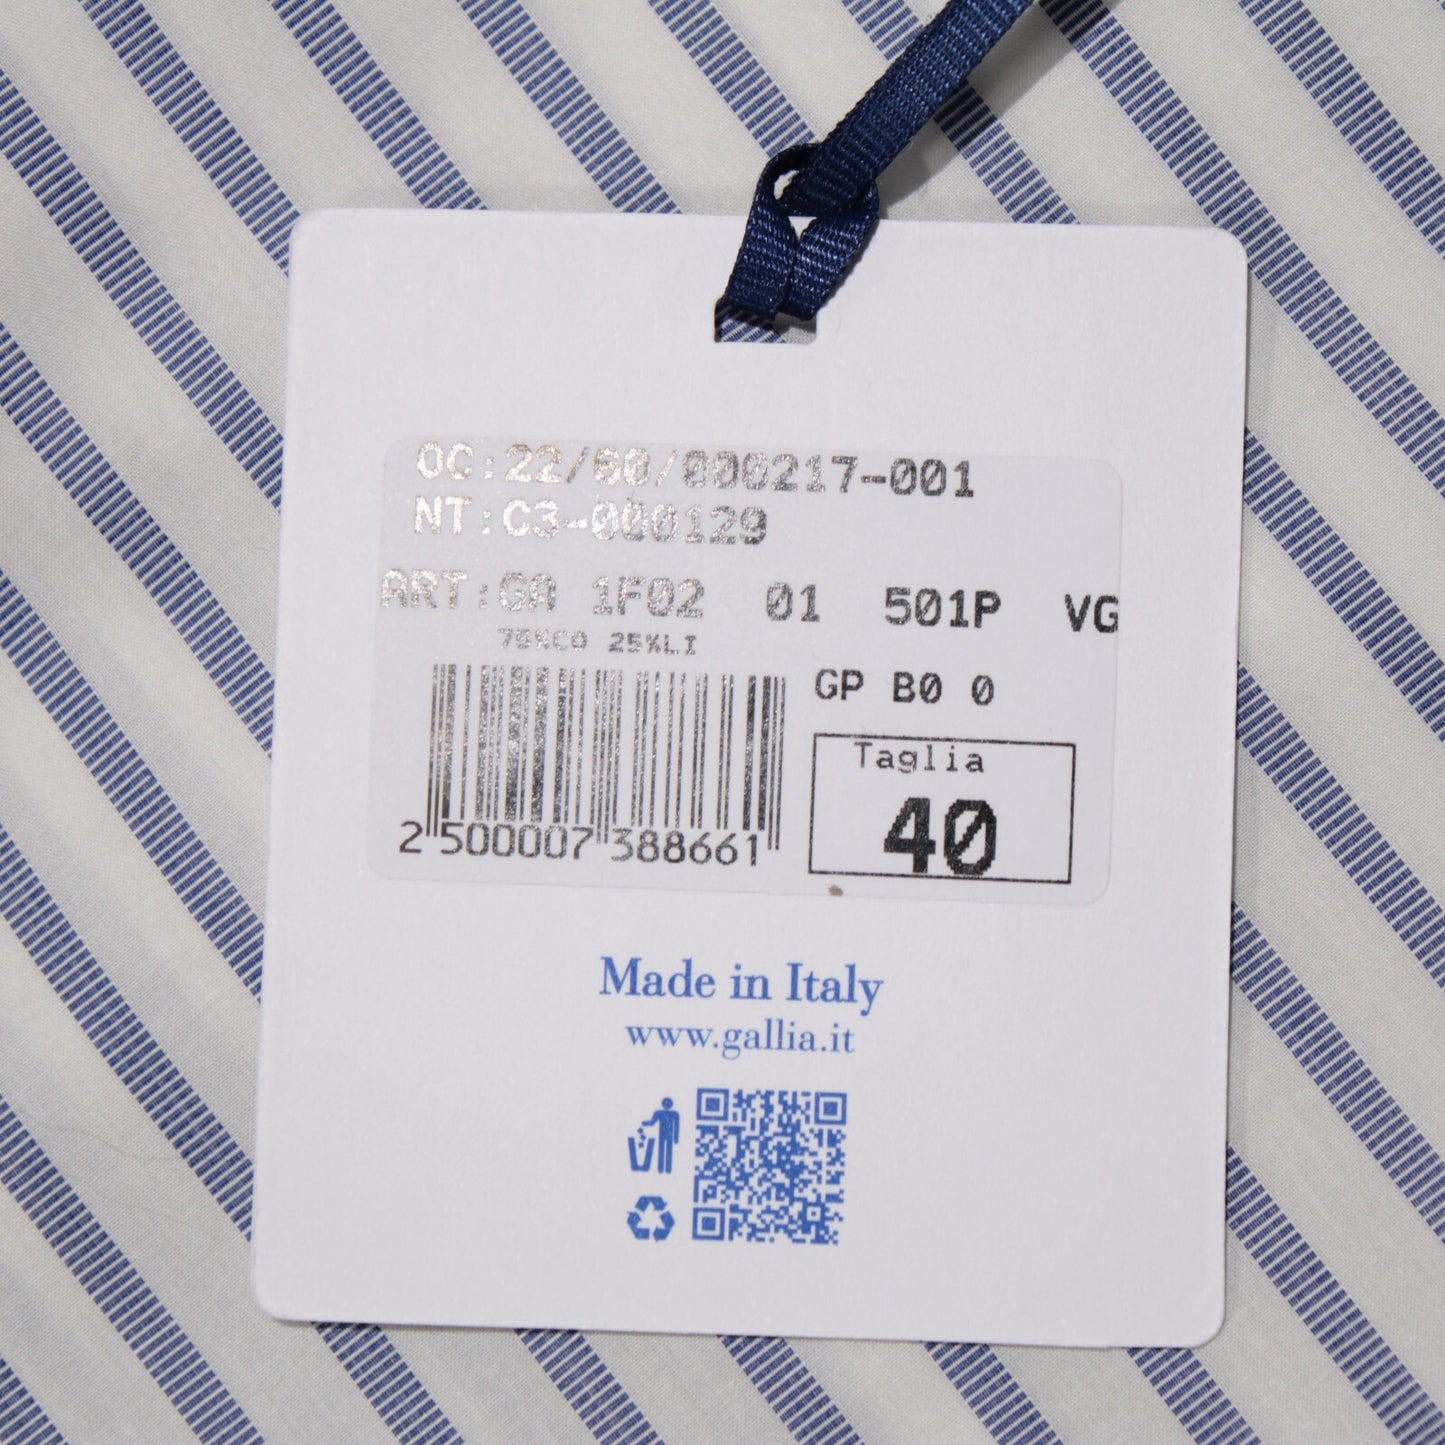 OC:22/60/000217-001
NT:C3-000129
ART:GA 1F02 01 501P VG
75%CO 25%LI
GP B0 0
Taglia
40
2 500007 388661
Made in Italy
www.gallia.it